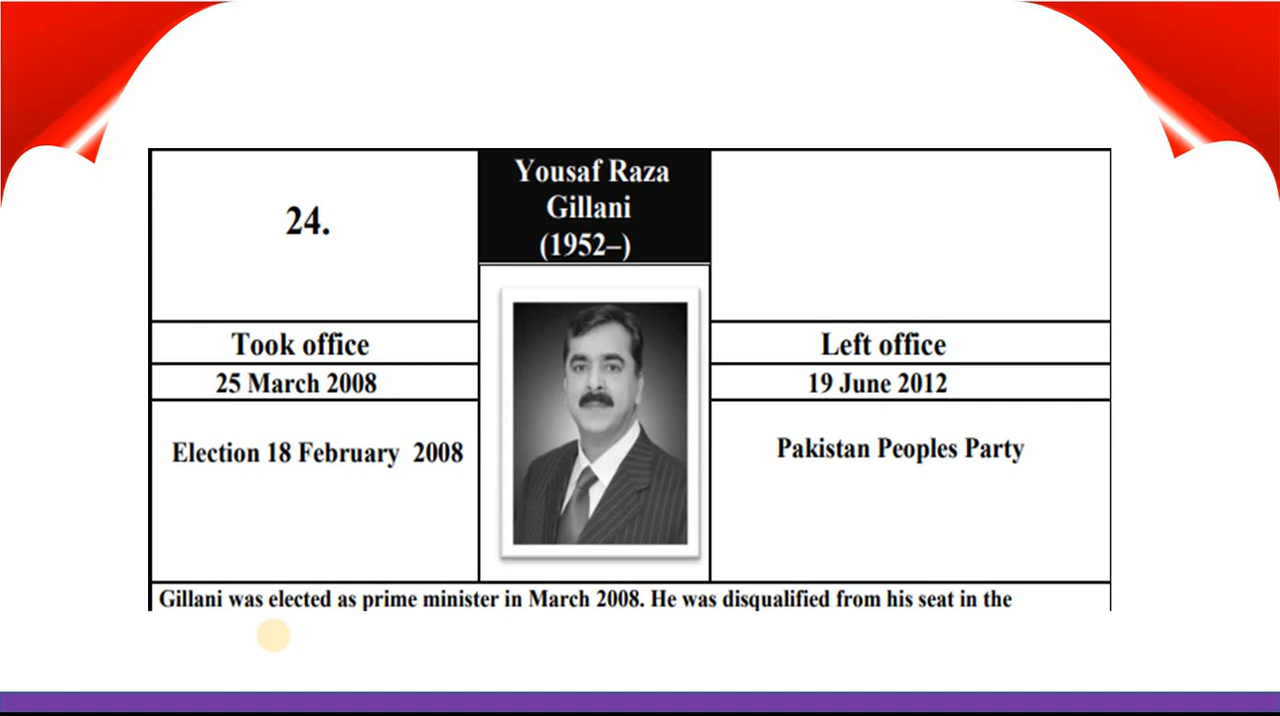 24.
Yousaf Raza
Gillani
(1952–)
Took office
Left office
25 March 2008
19 June 2012
Election 18 February 2008
Pakistan Peoples Party
Gillani was elected as prime minister in March 2008. He was disqualified from his seat in the